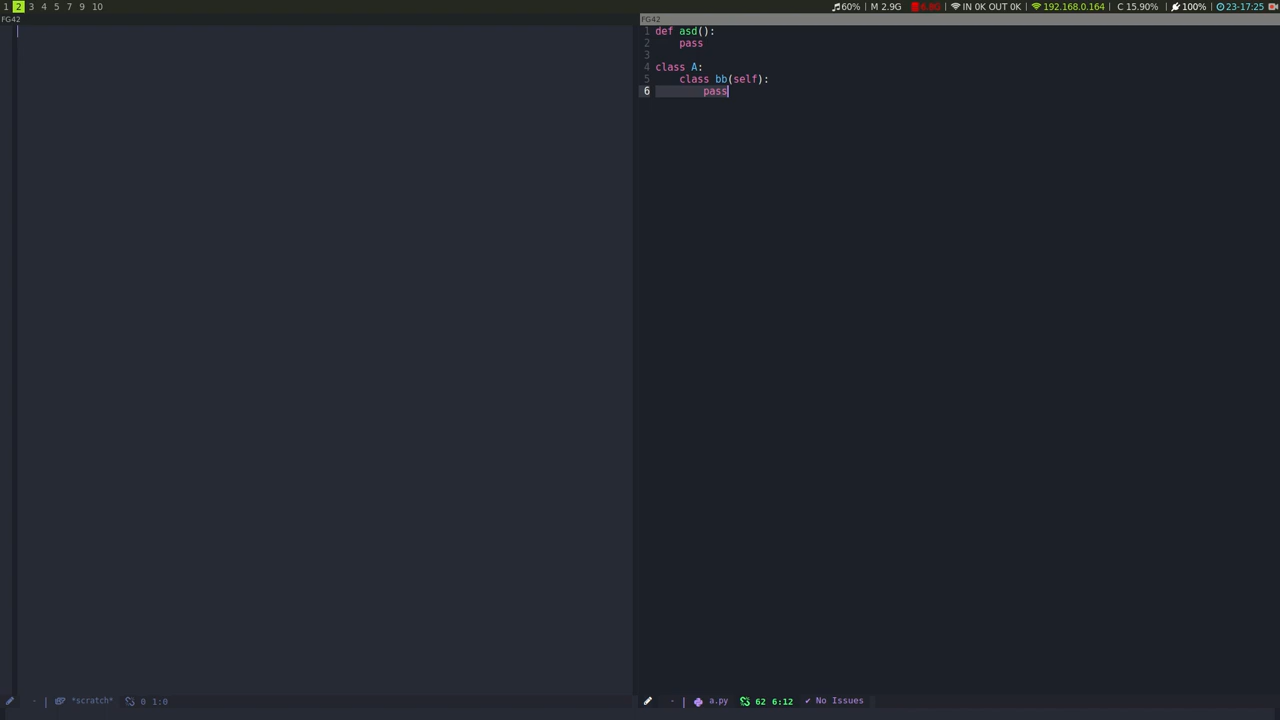 1 2 3 4 5 7 9 10 60% | M 2.9G | | IN 0K OUT 0K | 192.168.0.164 | C 15.90% | 100% | 23-17:25
FG42
FG42
1 def asd():
2 pass
3
4 class A:
5 class bb(self):
6 pass
- | *scratch* 0 1:0
- | a.py 62 6:12 ✔ No Issues